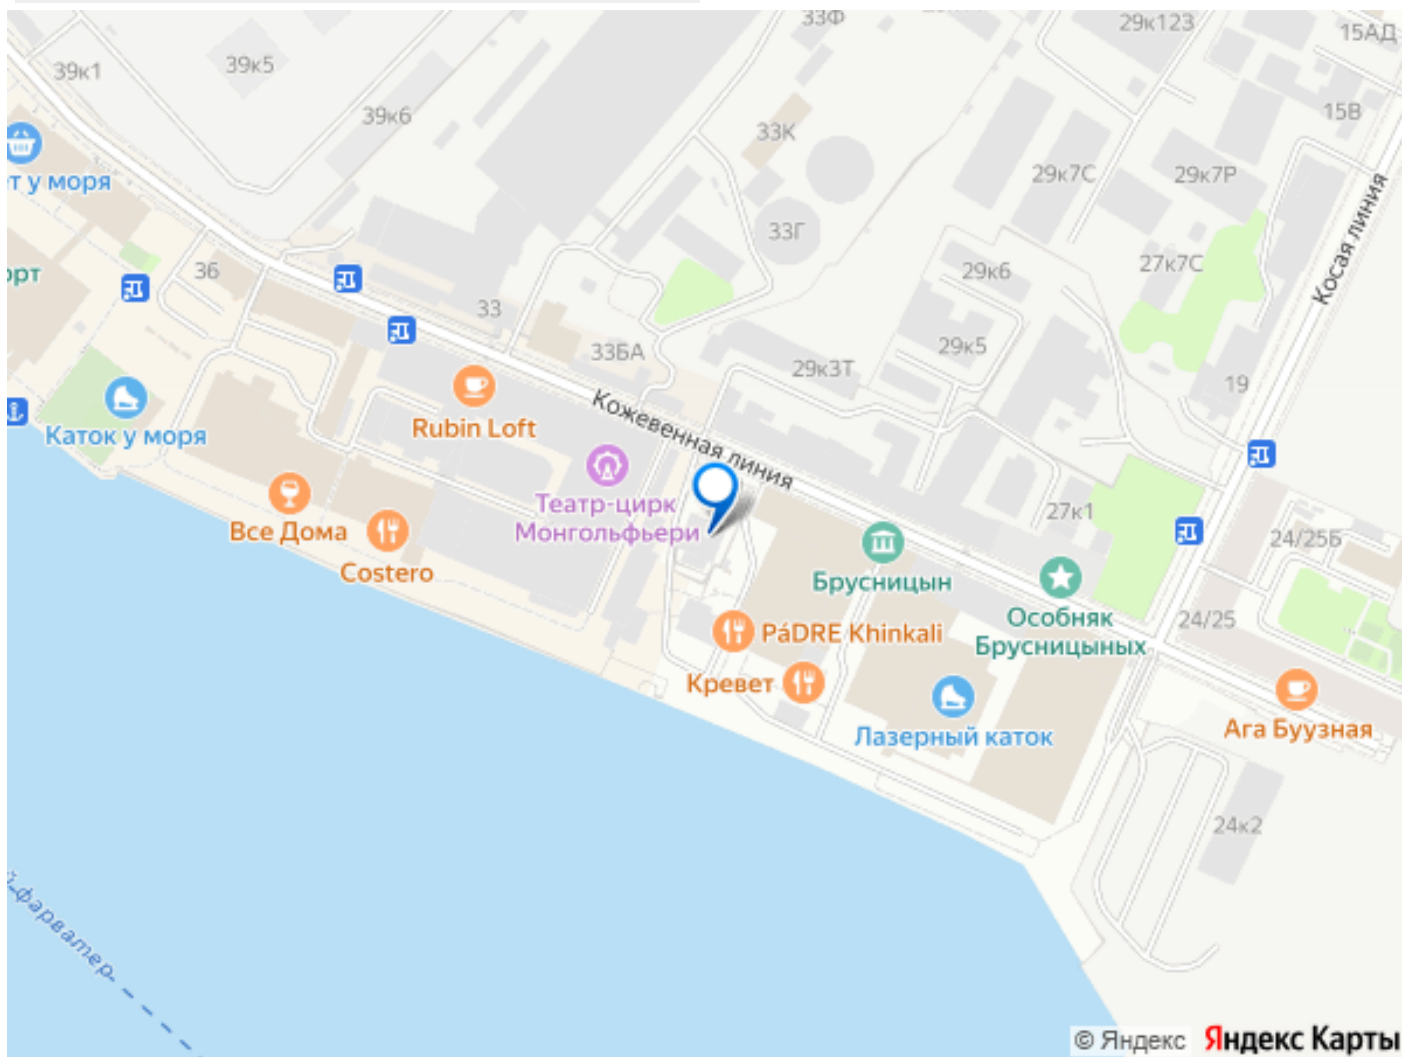 33Ф
29к123
15АД
39к1
39к5
39к6
33К
15В
29к7С
29к7Р
т у моря
33Г
36
орт
29к6
27к7С
Косая линия
33
33БА
29к5
29к3Т
19
Каток у моря
Rubin Loft
Кожевенная линия
Театр-цирк
Монгольфьери
27к1
24/25Б
Все Дома
Costero
Брусницын
Особняк
Брусницыных
24/25
PáDRE Khinkali
Кревет
Лазерный каток
Ага Буузная
24к2
й фарватер
© Яндекс Яндекс Карты